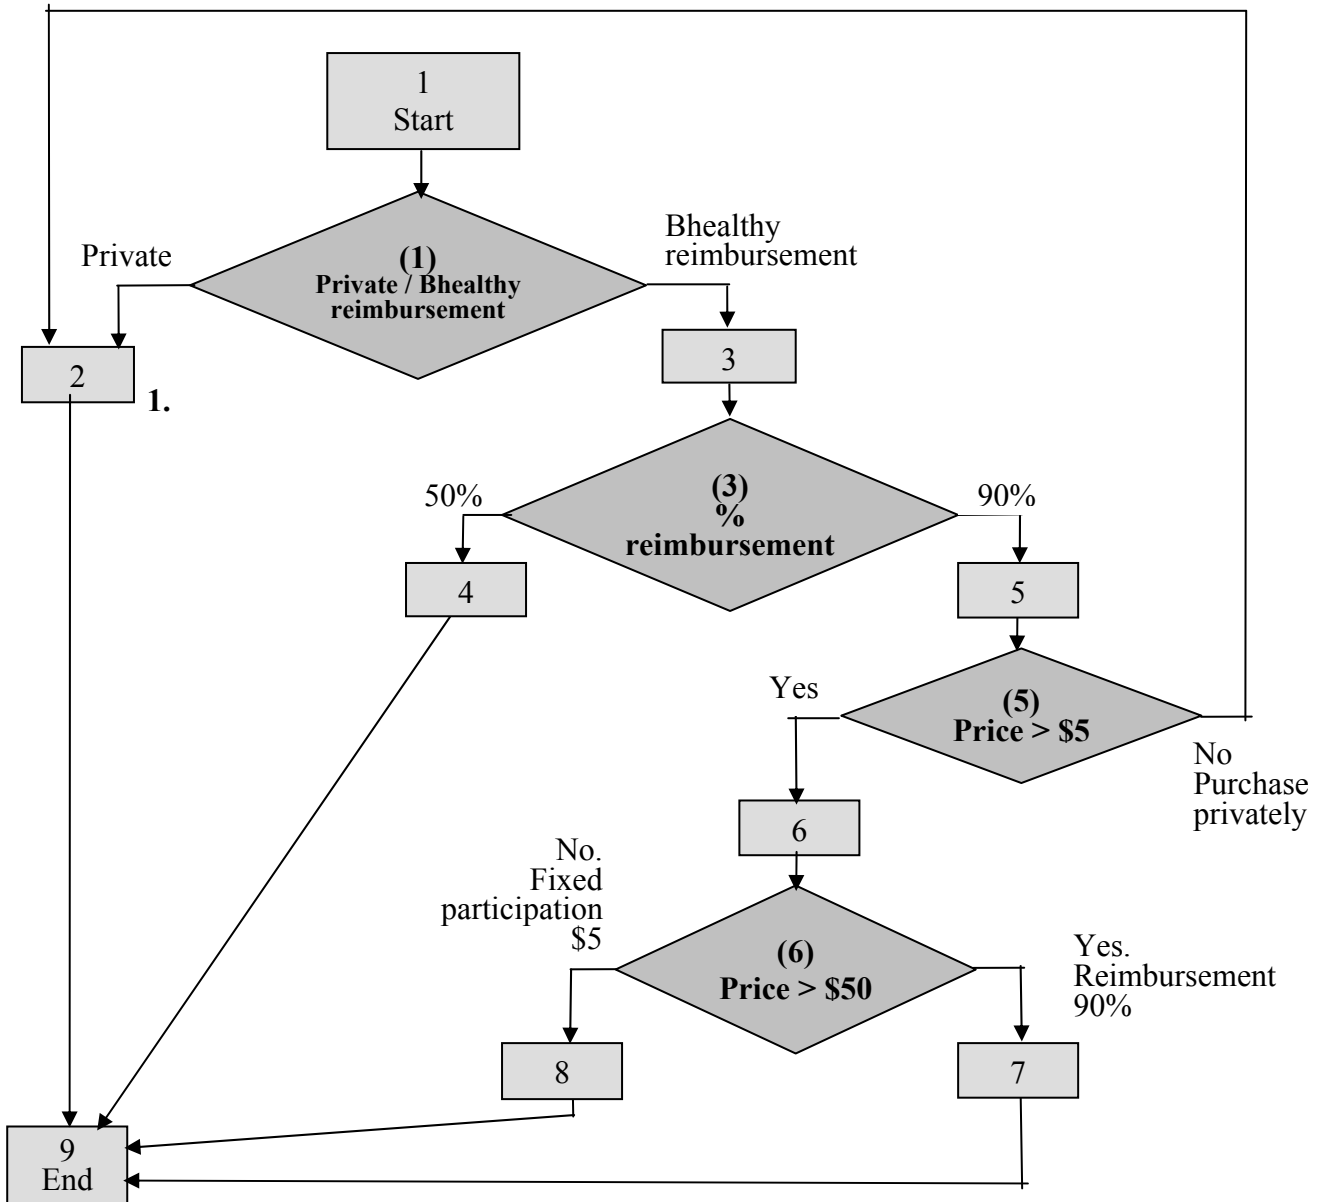 1
Start
Private
(1)
Private / Bhealthy
reimbursement
Bhealthy
reimbursement
2
1.
3
50%
(3)
%
reimbursement
90%
4
5
Yes
(5)
Price > $5
No
Purchase
privately
6
No.
Fixed
participation
$5
(6)
Price > $50
Yes.
Reimbursement
90%
8
7
9
End